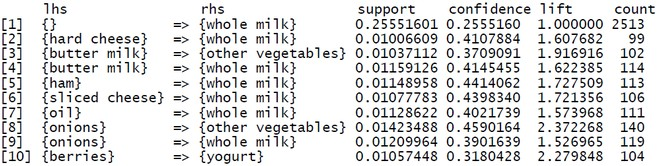 lhs rhs support confidence lift count
[1] {} => {whole milk} 0.25551601 0.2555160 1.000000 2513
[2] {hard cheese} => {whole milk} 0.01006609 0.4107884 1.607682 99
[3] {butter milk} => {other vegetables} 0.01037112 0.3709091 1.916916 102
[4] {butter milk} => {whole milk} 0.01159126 0.4145455 1.622385 114
[5] {ham} => {whole milk} 0.01148958 0.4414062 1.727509 113
[6] {sliced cheese} => {whole milk} 0.01077783 0.4398340 1.721356 106
[7] {oil} => {whole milk} 0.01128622 0.4021739 1.573968 111
[8] {onions} => {other vegetables} 0.01423488 0.4590164 2.372268 140
[9] {onions} => {whole milk} 0.01209964 0.3901639 1.526965 119
[10] {berries} => {yogurt} 0.01057448 0.3180428 2.279848 104